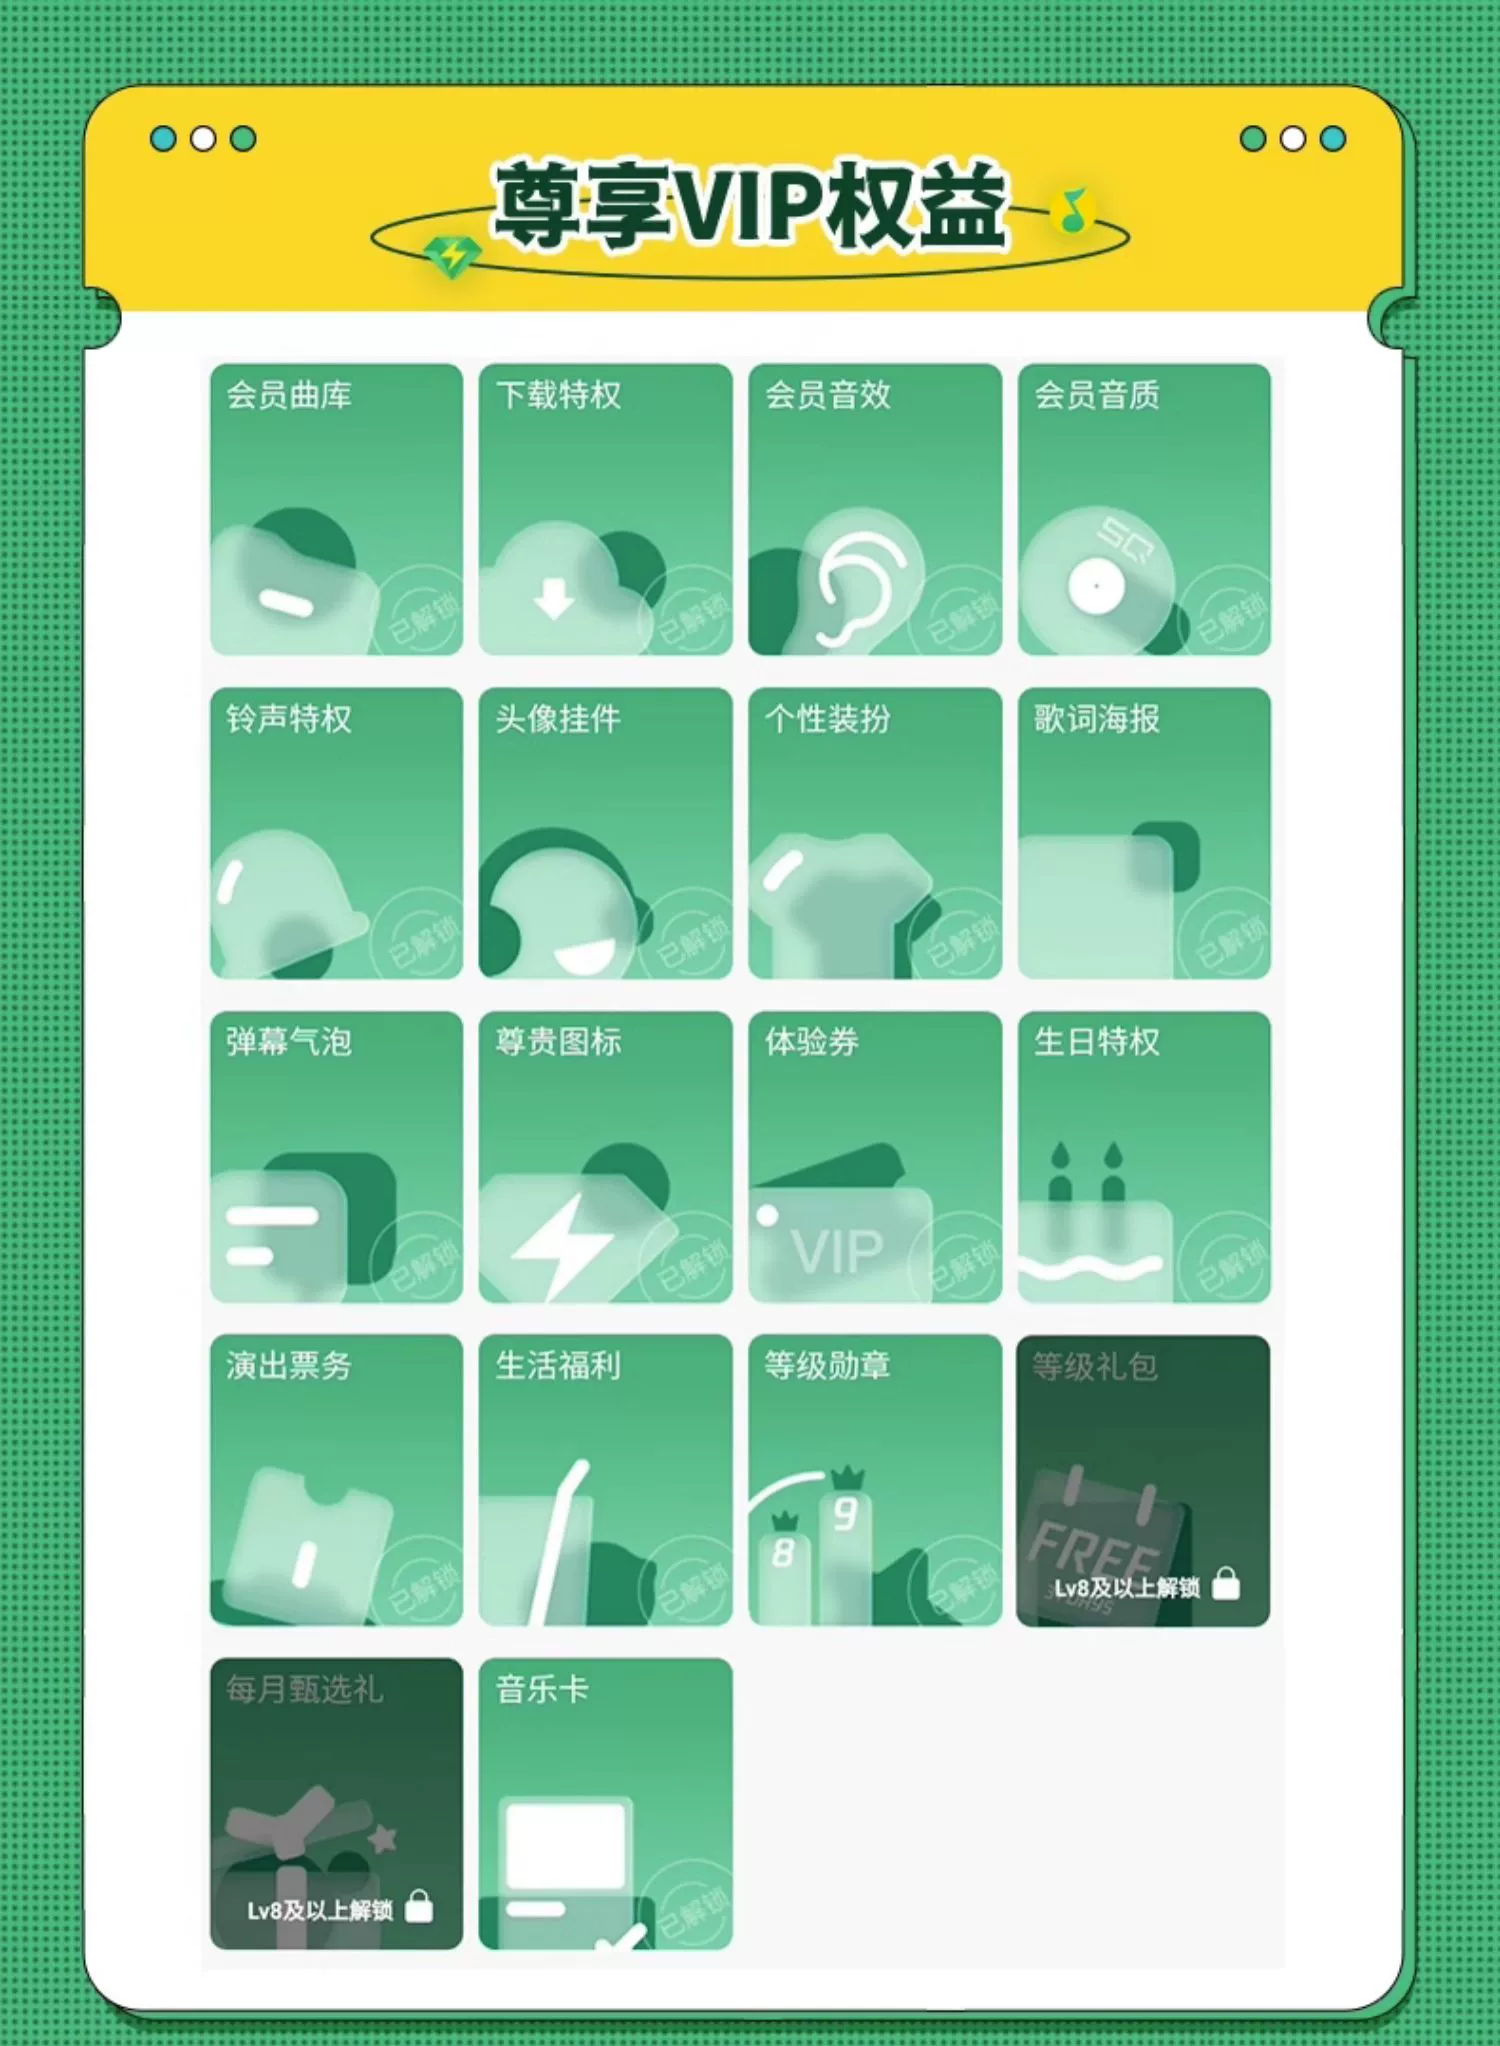 尊享VIP权益
会员曲库
下载特权
会员音效
会员音质
SQ
已解锁
已解锁
已解锁
已解锁
铃声特权
头像挂件
个性装扮
歌词海报
已解锁
已解锁
已解锁
已解锁
弹幕气泡
尊贵图标
体验券
生日特权
VIP
已解锁
已解锁
已解锁
已解锁
演出票务
生活福利
等级勋章
等级礼包
8
9
FREE
Lv8及以上解锁
已解锁
已解锁
已解锁
每月甄选礼
音乐卡
Lv8及以上解锁
已解锁